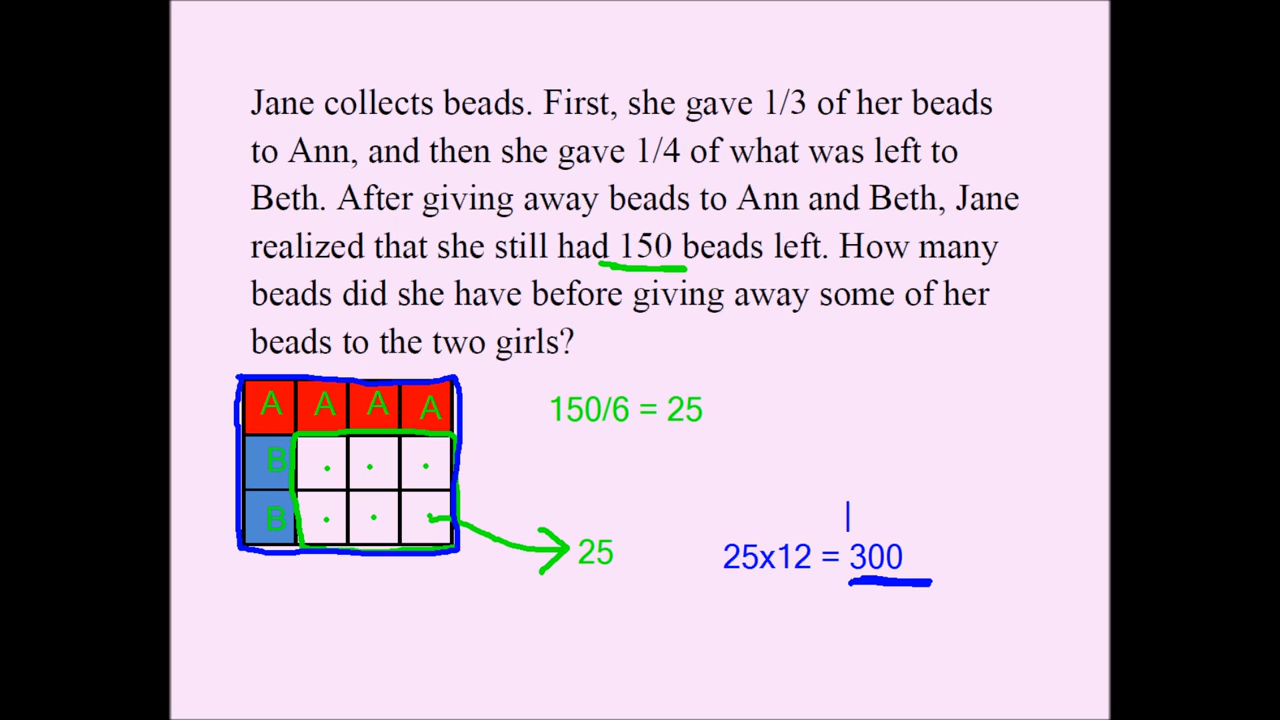 Jane collects beads. First, she gave 1/3 of her beads
to Ann, and then she gave 1/4 of what was left to
Beth. After giving away beads to Ann and Beth, Jane
realized that she still had 150 beads left. How many
beads did she have before giving away some of her
beads to the two girls?
A A A A
150/6 = 25
B
B
25
25x12 = 300